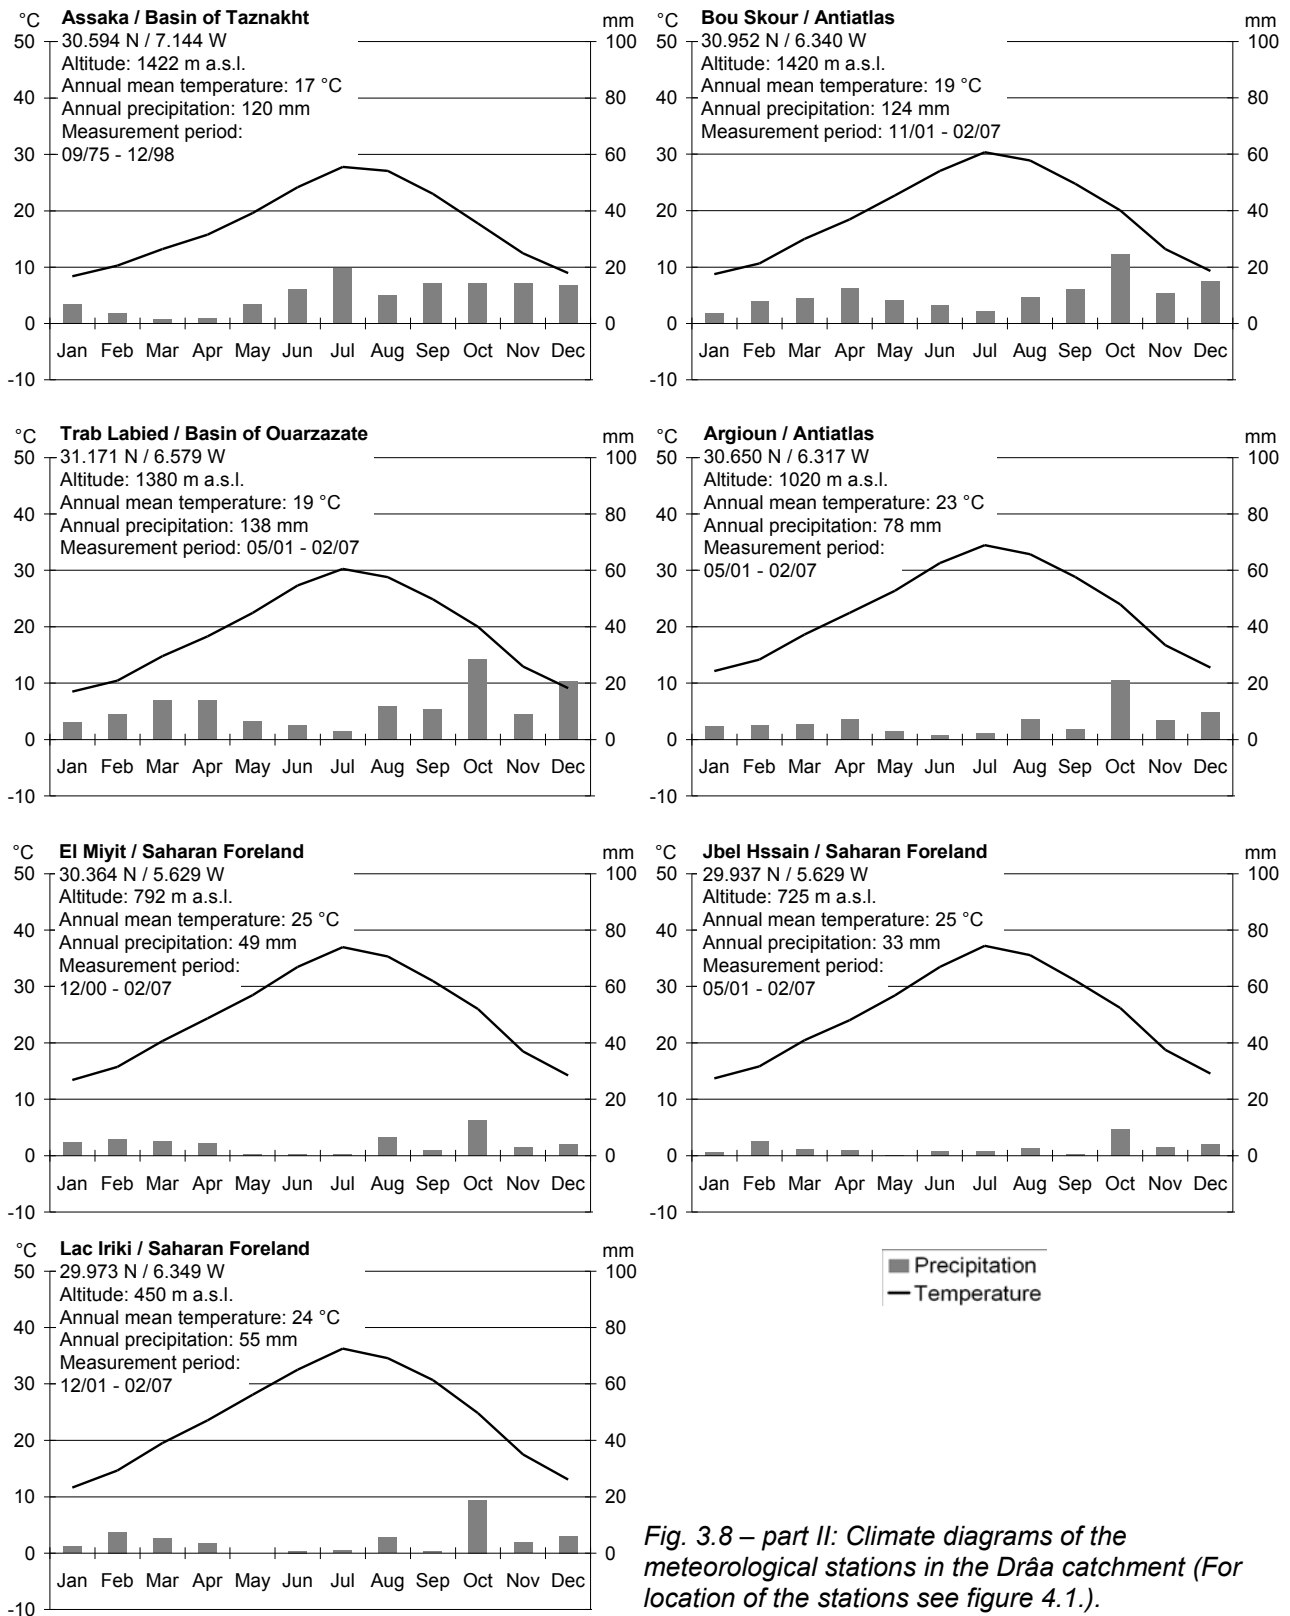 °C Assaka / Basin of Taznakht mm
50 30.594 N / 7.144 W 100
Altitude: 1422 m a.s.l.
Annual mean temperature: 17 °C
40 80
Annual precipitation: 120 mm
Measurement period:
30 09/75 - 12/98 60
20 40
10 20
0 0
Jan Feb Mar Apr May Jun Jul Aug Sep Oct Nov Dec
-10
°C Bou Skour / Antiatlas mm
50 30.952 N / 6.340 W 100
Altitude: 1420 m a.s.l.
Annual mean temperature: 19 °C
40 80
Annual precipitation: 124 mm
Measurement period: 11/01 - 02/07
30 60
20 40
10 20
0 0
Jan Feb Mar Apr May Jun Jul Aug Sep Oct Nov Dec
-10
°C Trab Labied / Basin of Ouarzazate mm
50 31.171 N / 6.579 W 100
Altitude: 1380 m a.s.l.
Annual mean temperature: 19 °C
40 80
Annual precipitation: 138 mm
Measurement period: 05/01 - 02/07
30 60
20 40
10 20
0 0
Jan Feb Mar Apr May Jun Jul Aug Sep Oct Nov Dec
-10
°C Argioun / Antiatlas mm
50 30.650 N / 6.317 W 100
Altitude: 1020 m a.s.l.
Annual mean temperature: 23 °C
40 80
Annual precipitation: 78 mm
Measurement period:
30 05/01 - 02/07 60
20 40
10 20
0 0
Jan Feb Mar Apr May Jun Jul Aug Sep Oct Nov Dec
-10
°C El Miyit / Saharan Foreland mm
50 30.364 N / 5.629 W 100
Altitude: 792 m a.s.l.
Annual mean temperature: 25 °C
40 80
Annual precipitation: 49 mm
Measurement period:
30 12/00 - 02/07 60
20 40
10 20
0 0
Jan Feb Mar Apr May Jun Jul Aug Sep Oct Nov Dec
-10
°C Jbel Hssain / Saharan Foreland mm
50 29.937 N / 5.629 W 100
Altitude: 725 m a.s.l.
Annual mean temperature: 25 °C
40 80
Annual precipitation: 33 mm
Measurement period:
30 05/01 - 02/07 60
20 40
10 20
0 0
Jan Feb Mar Apr May Jun Jul Aug Sep Oct Nov Dec
-10
°C Lac Iriki / Saharan Foreland mm
50 29.973 N / 6.349 W 100
Altitude: 450 m a.s.l.
Annual mean temperature: 24 °C
40 80
Annual precipitation: 55 mm
Measurement period:
30 12/01 - 02/07 60
20 40
10 20
0 0
Jan Feb Mar Apr May Jun Jul Aug Sep Oct Nov Dec
-10
Precipitation
Temperature
Fig. 3.8 – part II: Climate diagrams of the
meteorological stations in the Drâa catchment (For
location of the stations see figure 4.1.).